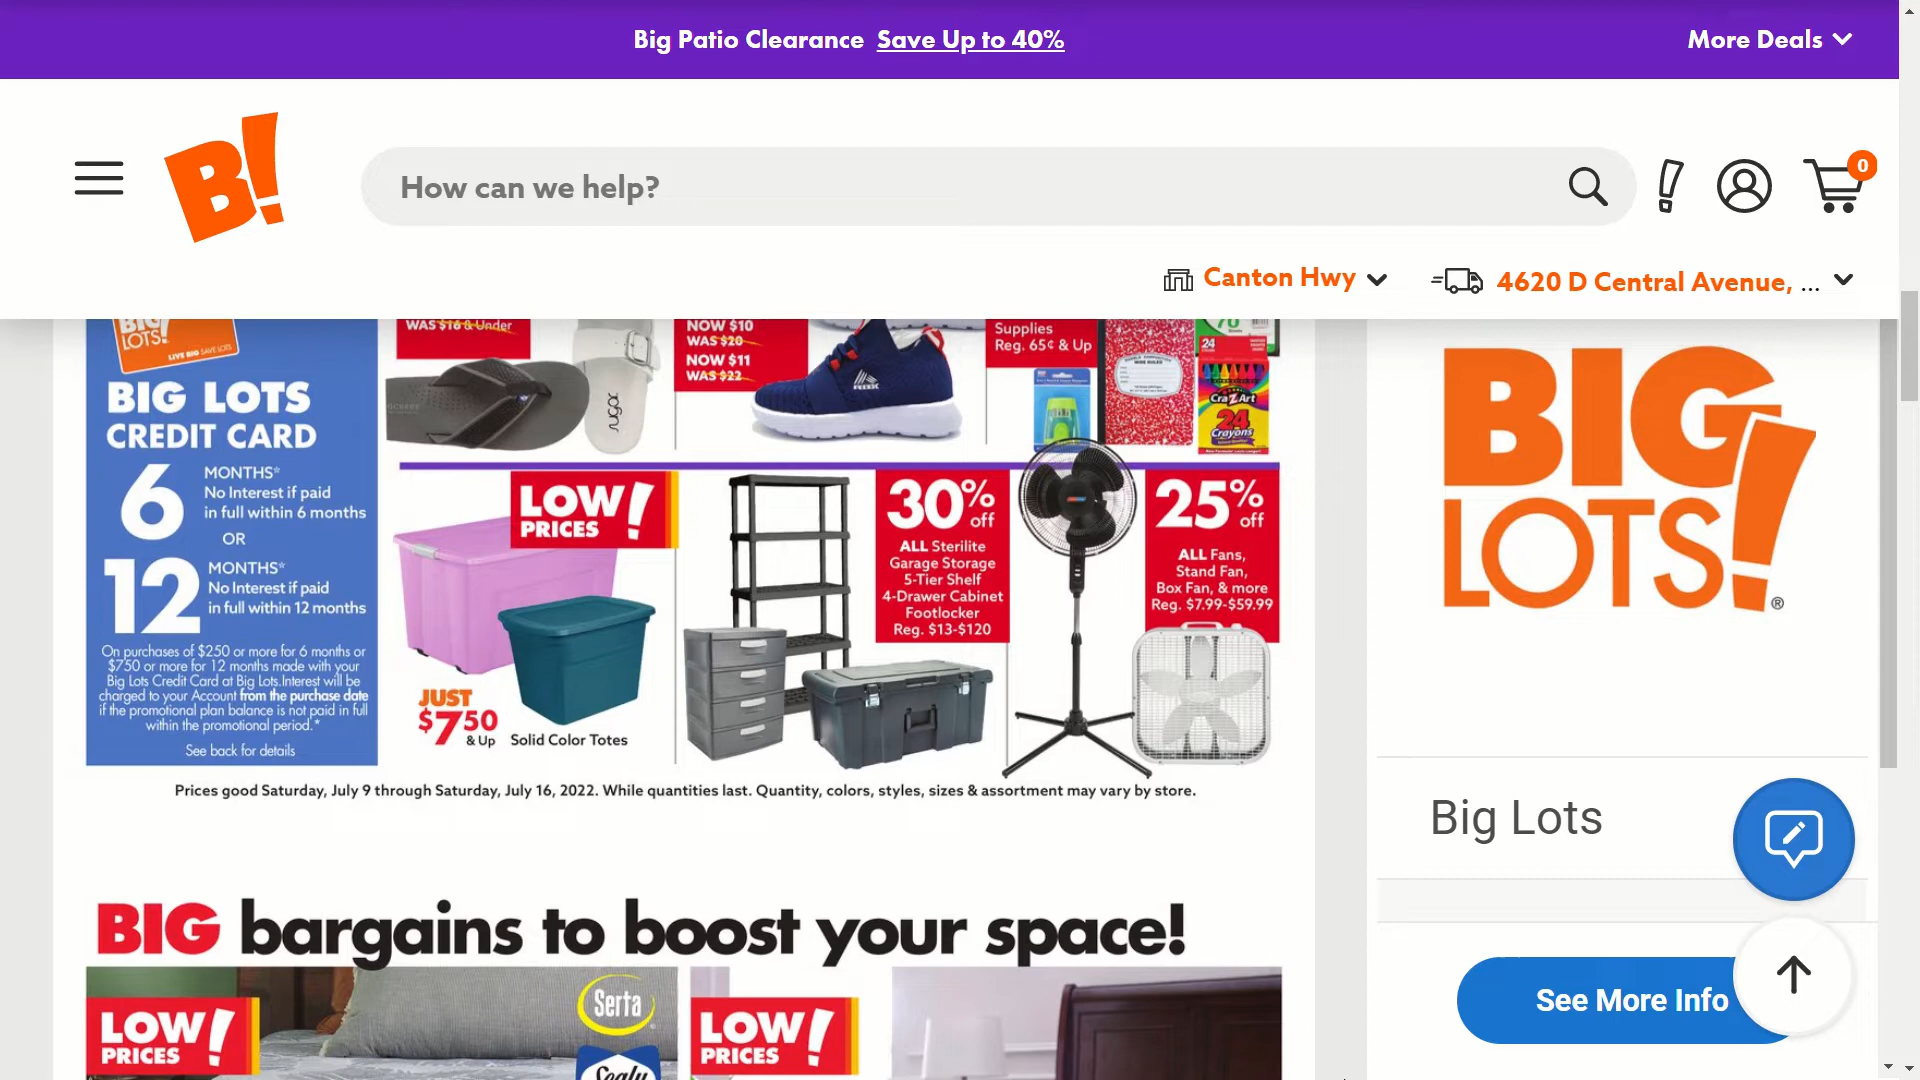 Big Patio Clearance Save Up to 40%
More Deals
B!
How can we help?
0
Canton Hwy
4620 D Central Avenue, ...
BIG
LOTS!
LIVE BIG SAVE LOTS
BIG LOTS
CREDIT CARD
6
MONTHS*
No Interest if paid
in full within 6 months
OR
12
MONTHS*
No Interest if paid
in full within 12 months
On purchases of $250 or more for 6 months or
$750 or more for 12 months made with your
Big Lots Credit Card at Big Lots.Interest will be
charged to your Account from the purchase date
if the promotional plan balance is not paid in full
within the promotional period.*
See back for details
WAS $16 & Under
sugar
NOW $10
WAS $20
NOW $11
WAS $22
Supplies
Reg. 65¢ & Up
WIDE RULED
70
24
CraZArt
24
Crayons
LOW!
PRICES
JUST
$7.50
& Up
Solid Color Totes
30%
off
ALL Sterilite
Garage Storage
5-Tier Shelf
4-Drawer Cabinet
Footlocker
Reg. $13-$120
25%
off
ALL Fans,
Stand Fan,
Box Fan, & more
Reg. $7.99-$59.99
Prices good Saturday, July 9 through Saturday, July 16, 2022. While quantities last. Quantity, colors, styles, sizes & assortment may vary by store.
BIG bargains to boost your space!
LOW!
PRICES
Serta
Sealy
LOW!
PRICES
BIG
LOTS!®
Big Lots
See More Info